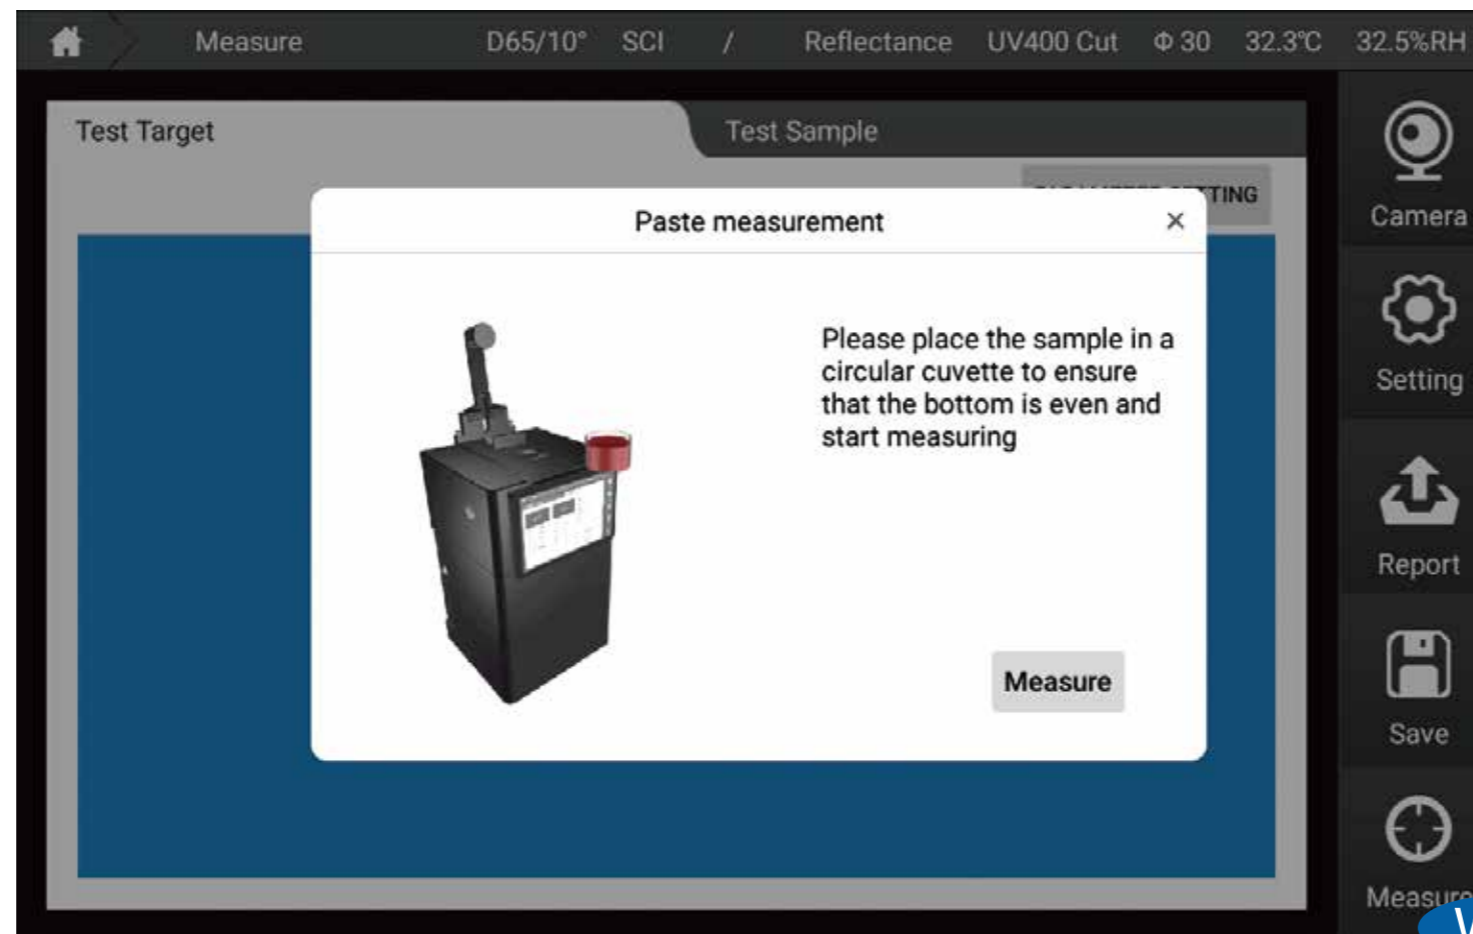 Measure D65/10° SCI / Reflectance UV400 Cut Φ 30 32.3℃ 32.5%RH
Test Target Test Sample
Paste measurement ×
Please place the sample in a
circular cuvette to ensure
that the bottom is even and
start measuring
Measure
Camera
Setting
Report
Save
Measure